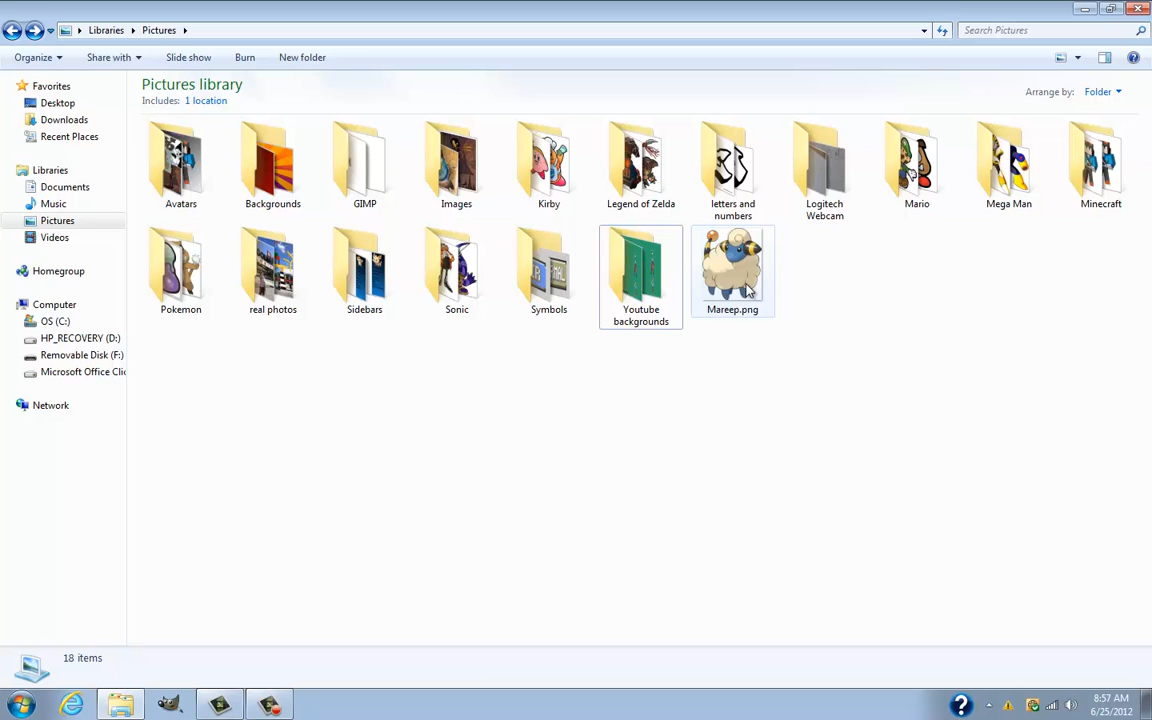 Libraries
Pictures
Search Pictures
Organize
Share with
Slide show
Burn
New folder
Pictures library
Includes: 1 location
Arrange by: Folder
Favorites
Desktop
Downloads
Recent Places
Libraries
Documents
Music
Pictures
Videos
Homegroup
Computer
OS (C:)
HP_RECOVERY (D:)
Removable Disk (F:)
Microsoft Office Clic
Network
Avatars
Backgrounds
GIMP
Images
Kirby
Legend of Zelda
letters and
numbers
Logitech
Webcam
Mario
Mega Man
Minecraft
Pokemon
real photos
Sidebars
Sonic
Symbols
Youtube
backgrounds
Mareep.png
18 items
8:57 AM
6/25/2012